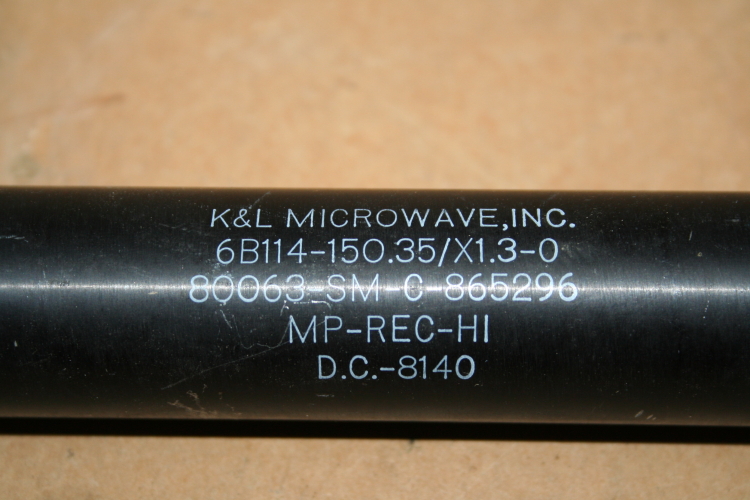 K&L MICROWAVE,INC.
6B114-150.35/X1.3-0
80063-SM C 865296
MP-REC-HI
D.C.-8140